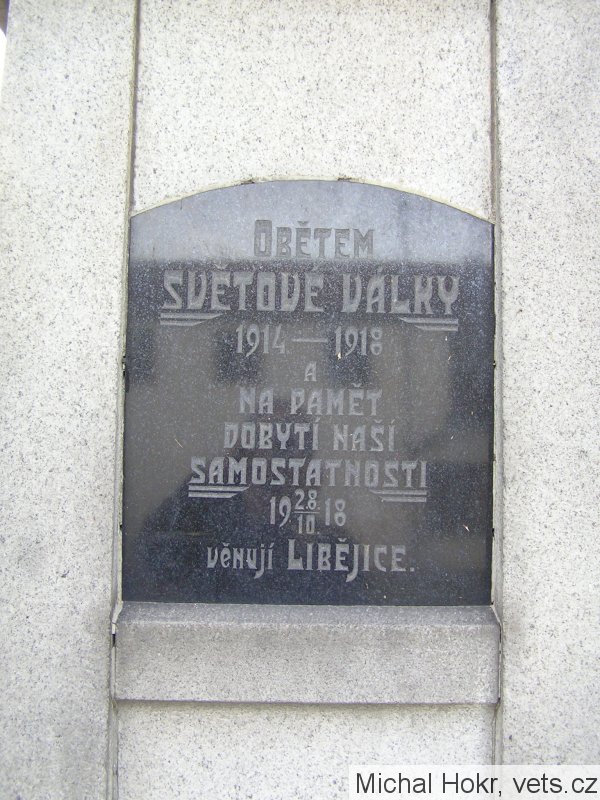 OBĚTEM
SVĚTOVÉ VÁLKY
1914 — 1918
A
NA PAMĚT
DOBYTÍ NAŠÍ
SAMOSTATNOSTI
19 28/10 18
věnují LIBĚJICE.
Michal Hokr, vets.cz